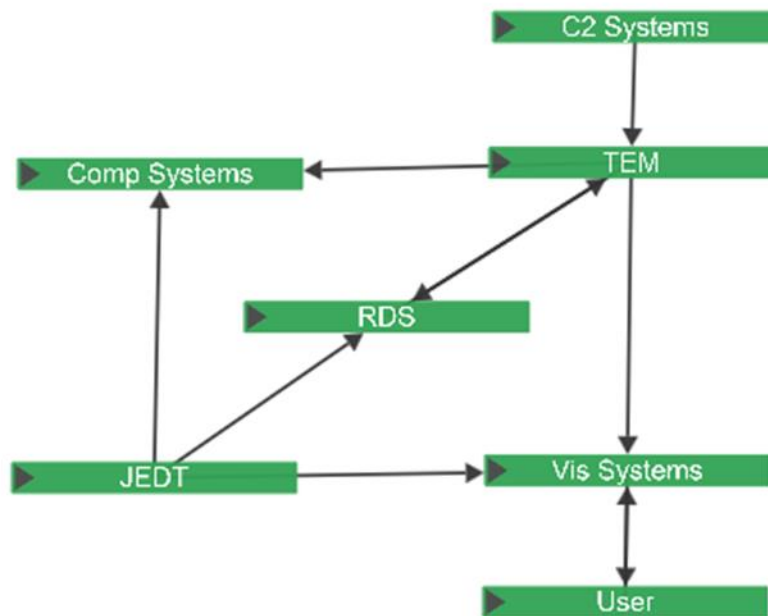 C2 Systems
Comp Systems
TEM
RDS
JEDT
Vis Systems
User